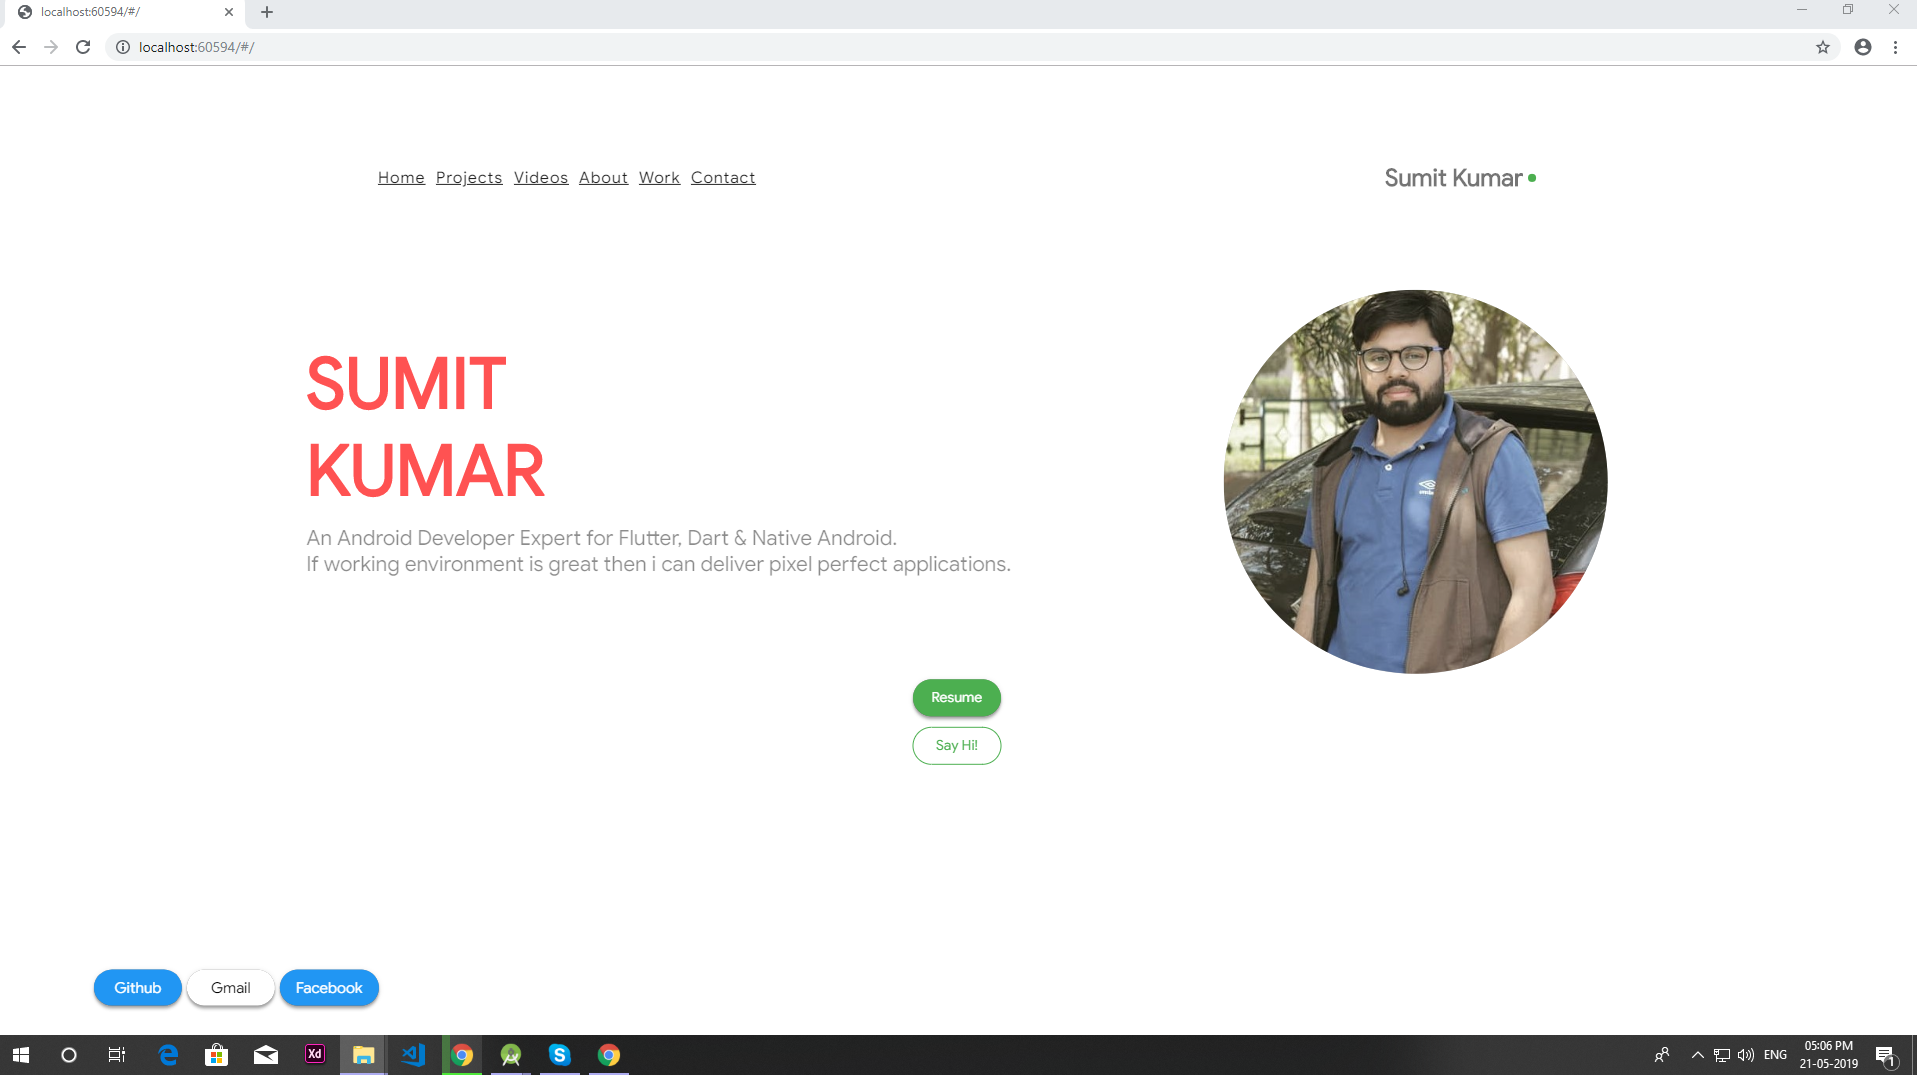 localhost:60594/#/
localhost:60594/#/
Home Projects Videos About Work Contact
Sumit Kumar
SUMIT
KUMAR
An Android Developer Expert for Flutter, Dart & Native Android.
If working environment is great then i can deliver pixel perfect applications.
Resume
Say Hi!
Github Gmail Facebook
Xd
S
ENG
05:06 PM
21-05-2019
1